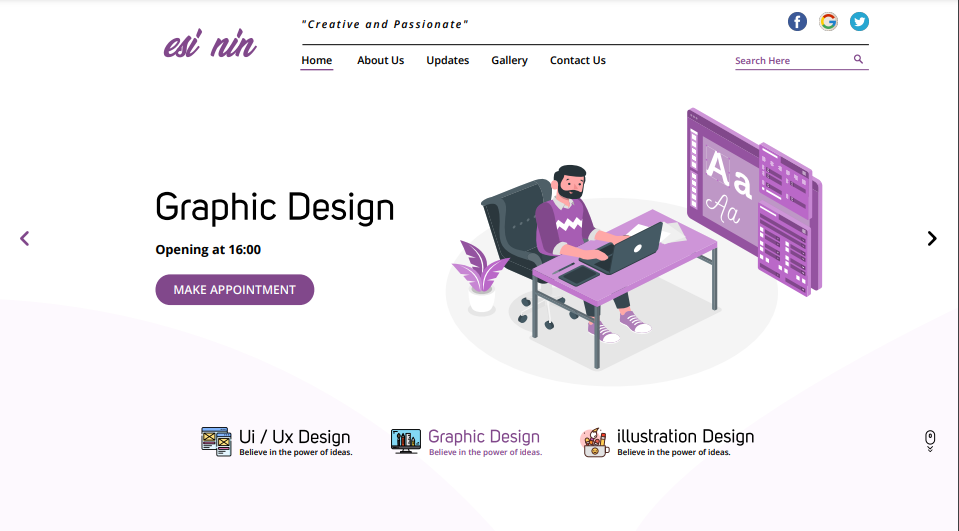 esi nin
"Creative and Passionate"
Home About Us Updates Gallery Contact Us
Search Here
Aa
Aa
Graphic Design
Opening at 16:00
MAKE APPOINTMENT
Ui / Ux Design
Believe in the power of ideas.
Graphic Design
Believe in the power of ideas.
illustration Design
Believe in the power of ideas.